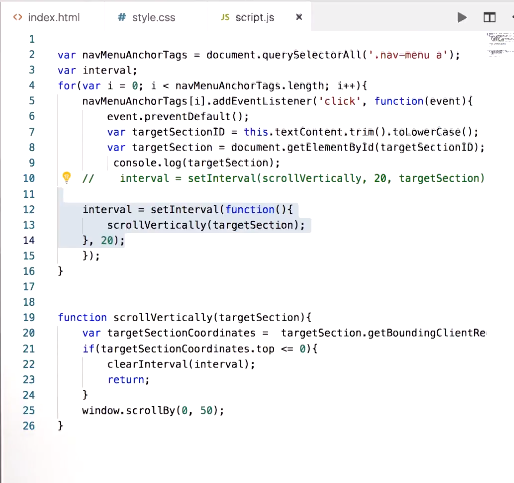 <> index.html # style.css JS script.js ×
1
2 var navMenuAnchorTags = document.querySelectorAll('.nav-menu a');
3 var interval;
4 for(var i = 0; i < navMenuAnchorTags.length; i++){
5 navMenuAnchorTags[i].addEventListener('click', function(event){
6 event.preventDefault();
7 var targetSectionID = this.textContent.trim().toLowerCase();
8 var targetSection = document.getElementById(targetSectionID);
9 console.log(targetSection);
10 // interval = setInterval(scrollVertically, 20, targetSection)
11
12 interval = setInterval(function(){
13 scrollVertically(targetSection);
14 }, 20);
15 });
16 }
17
18
19 function scrollVertically(targetSection){
20 var targetSectionCoordinates = targetSection.getBoundingClientRe
21 if(targetSectionCoordinates.top <= 0){
22 clearInterval(interval);
23 return;
24 }
25 window.scrollBy(0, 50);
26 }